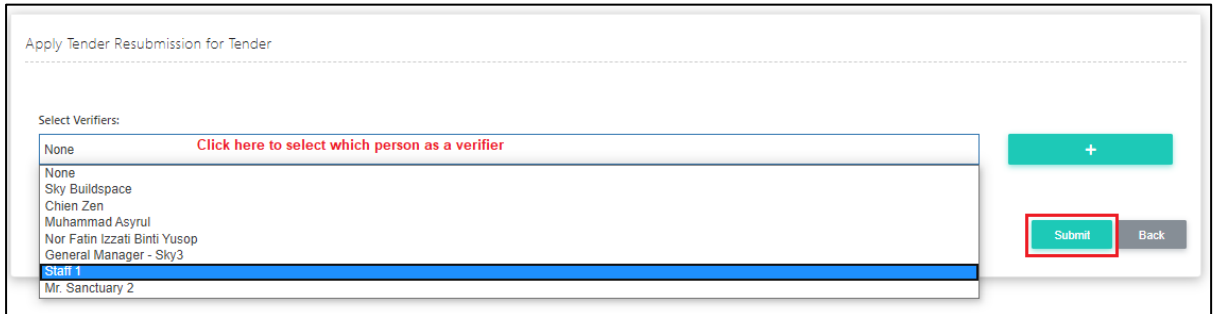 Apply Tender Resubmission for Tender
Select Verifiers:
None
Click here to select which person as a verifier
+
None
Sky Buildspace
Chien Zen
Muhammad Asyrul
Nor Fatin Izzati Binti Yusop
General Manager - Sky3
Staff 1
Mr. Sanctuary 2
Submit
Back